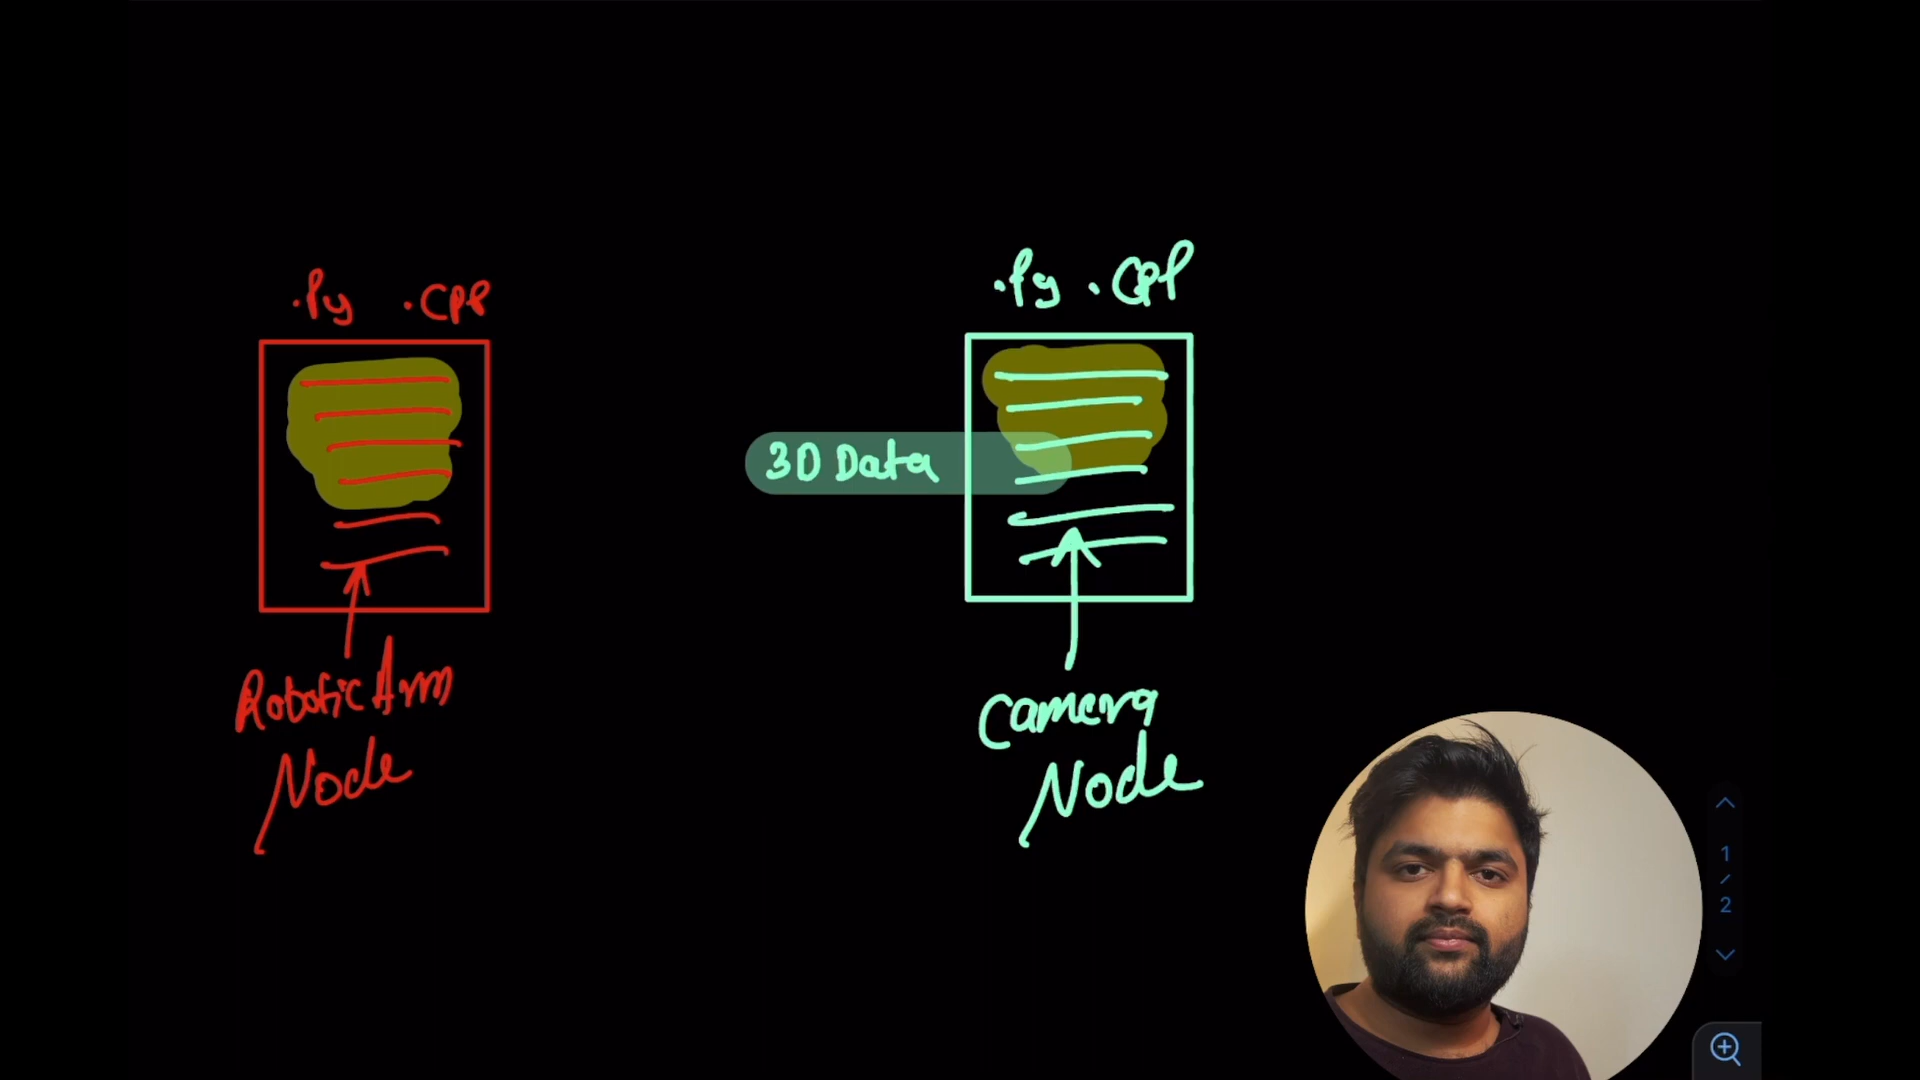 .Py .CPP
Robotic Arm
Node
3D Data
.Py .CPP
Camera
Node
1
/
2